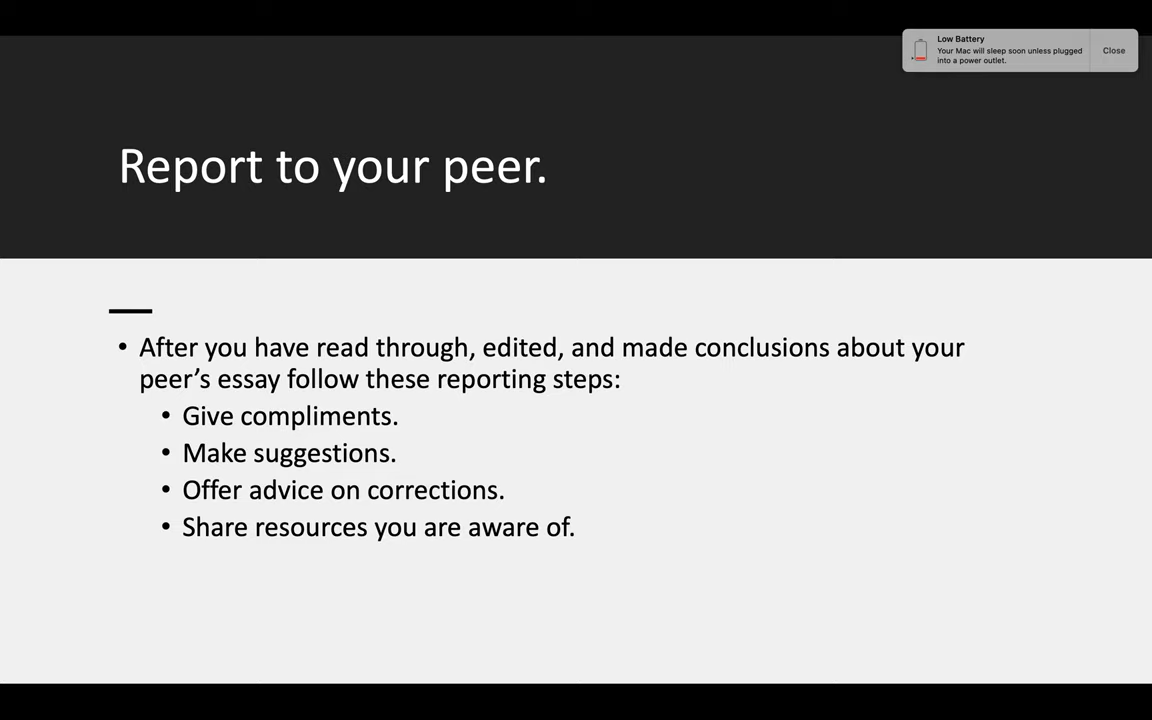 Low Battery
Your Mac will sleep soon unless plugged
into a power outlet.
Close
Report to your peer.
• After you have read through, edited, and made conclusions about your
peer’s essay follow these reporting steps:
• Give compliments.
• Make suggestions.
• Offer advice on corrections.
• Share resources you are aware of.